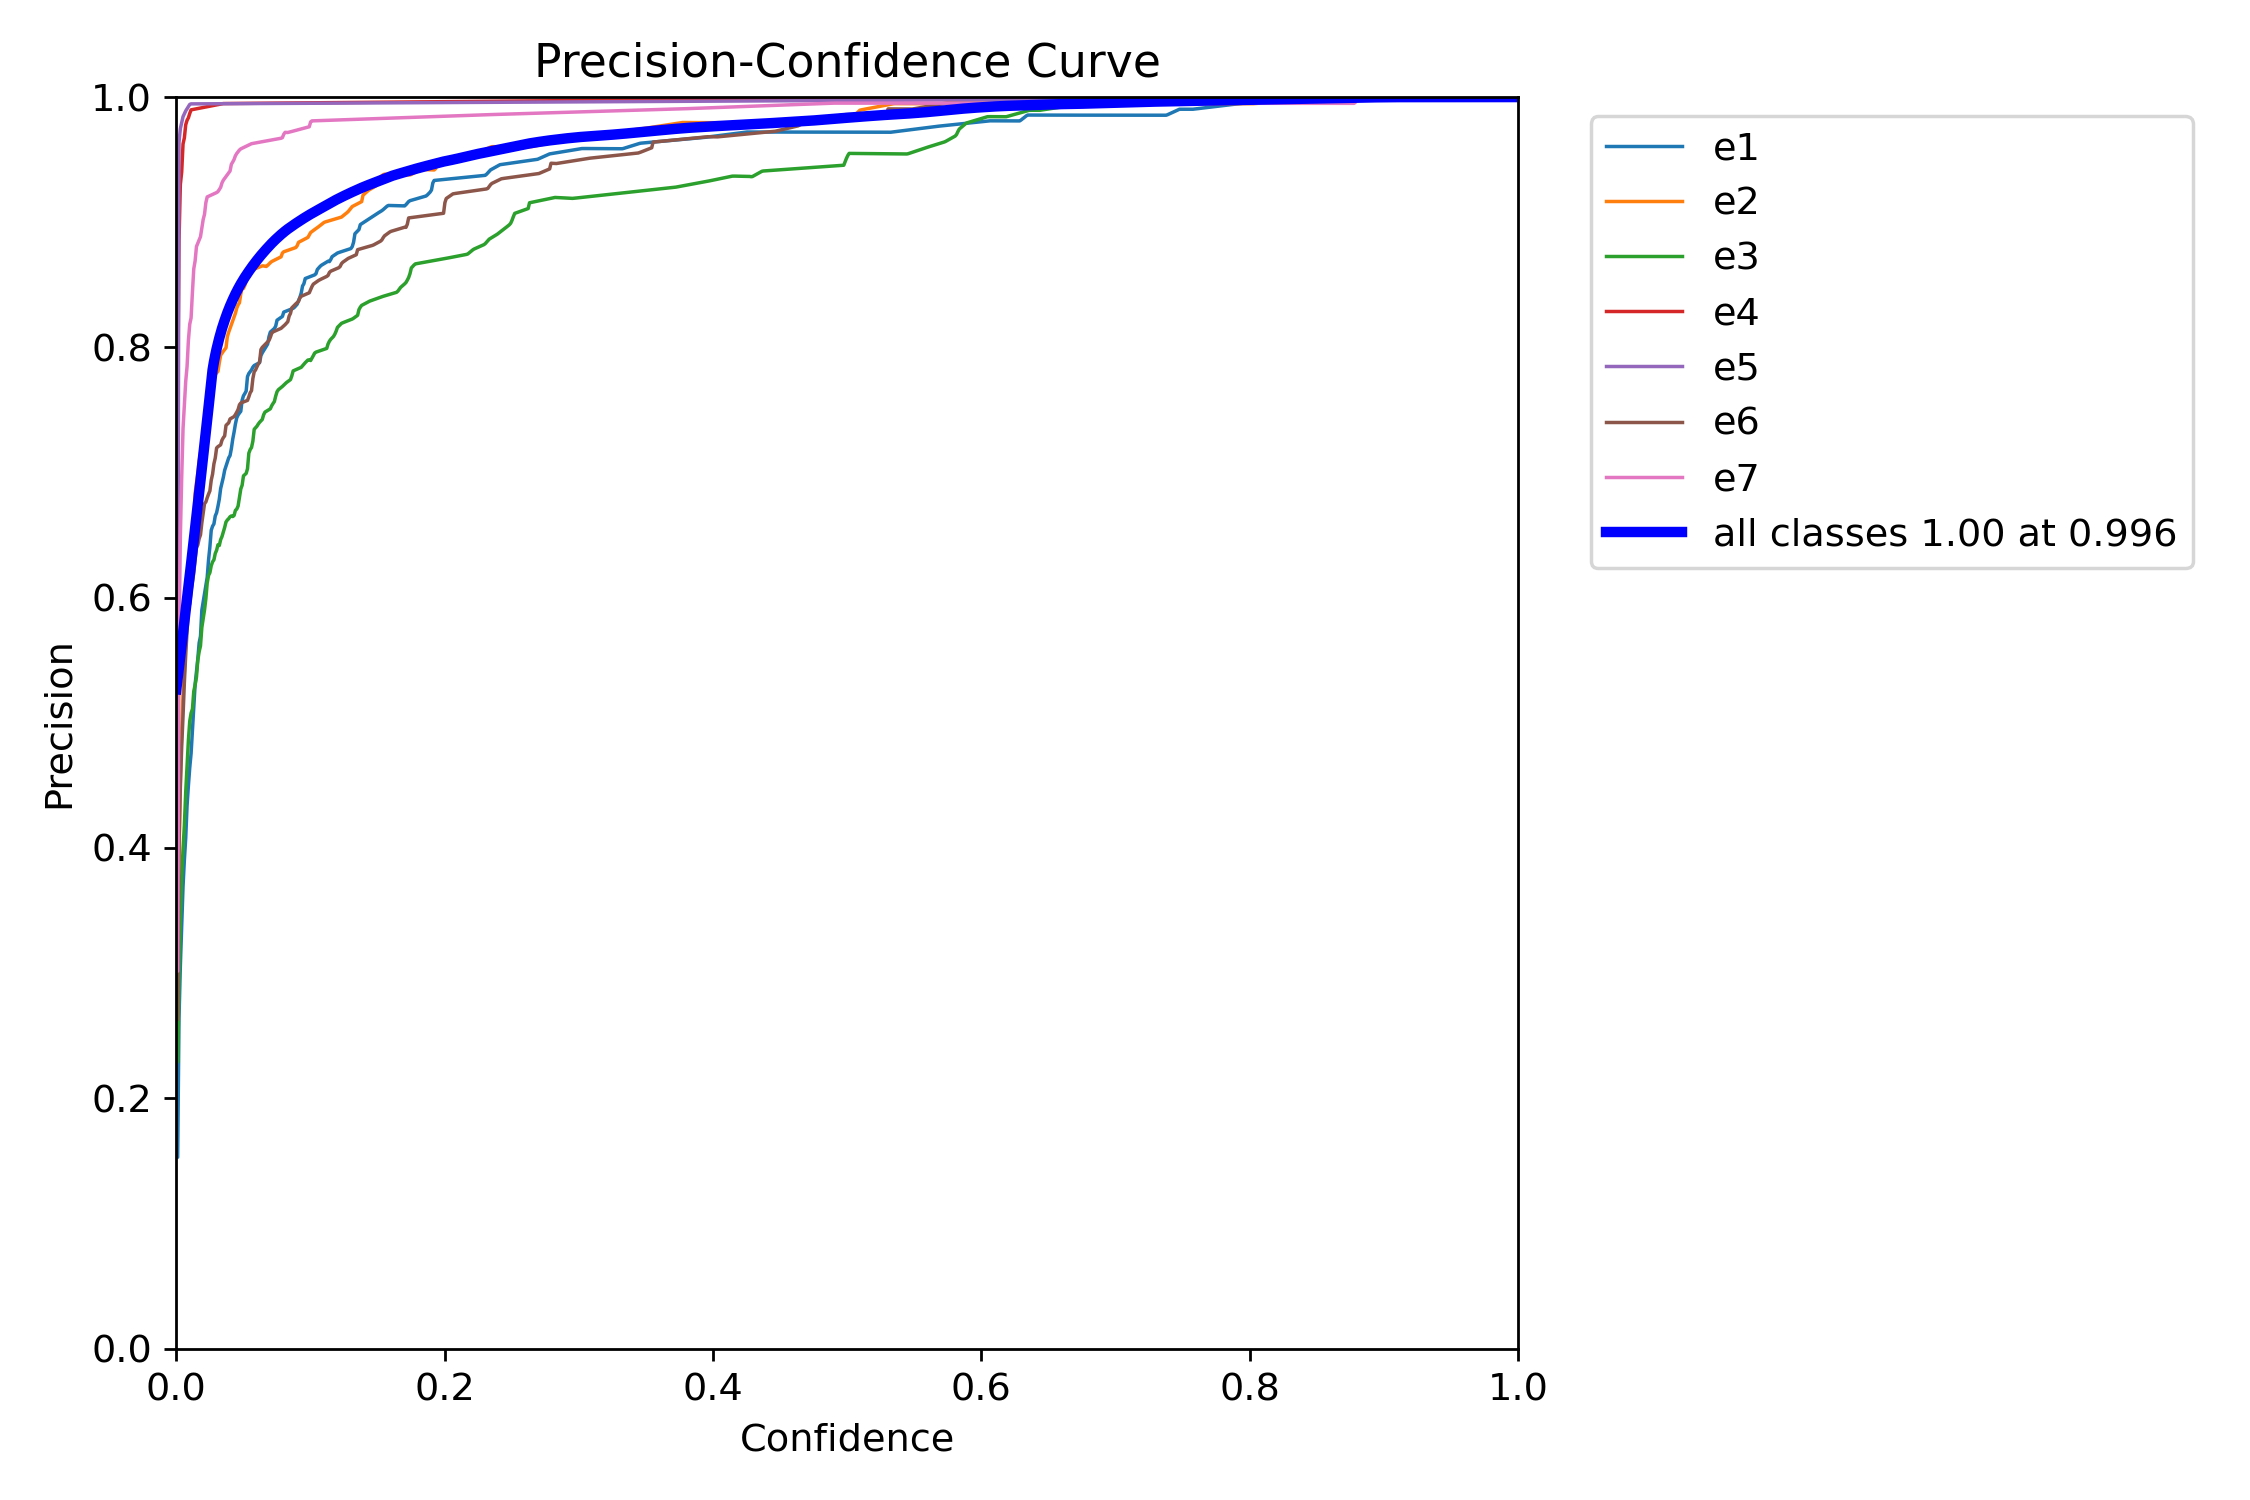 Precision-Confidence Curve
1.0
0.8
0.6
0.4
0.2
0.0
Precision
0.0 0.2 0.4 0.6 0.8 1.0
Confidence
e1
e2
e3
e4
e5
e6
e7
all classes 1.00 at 0.996